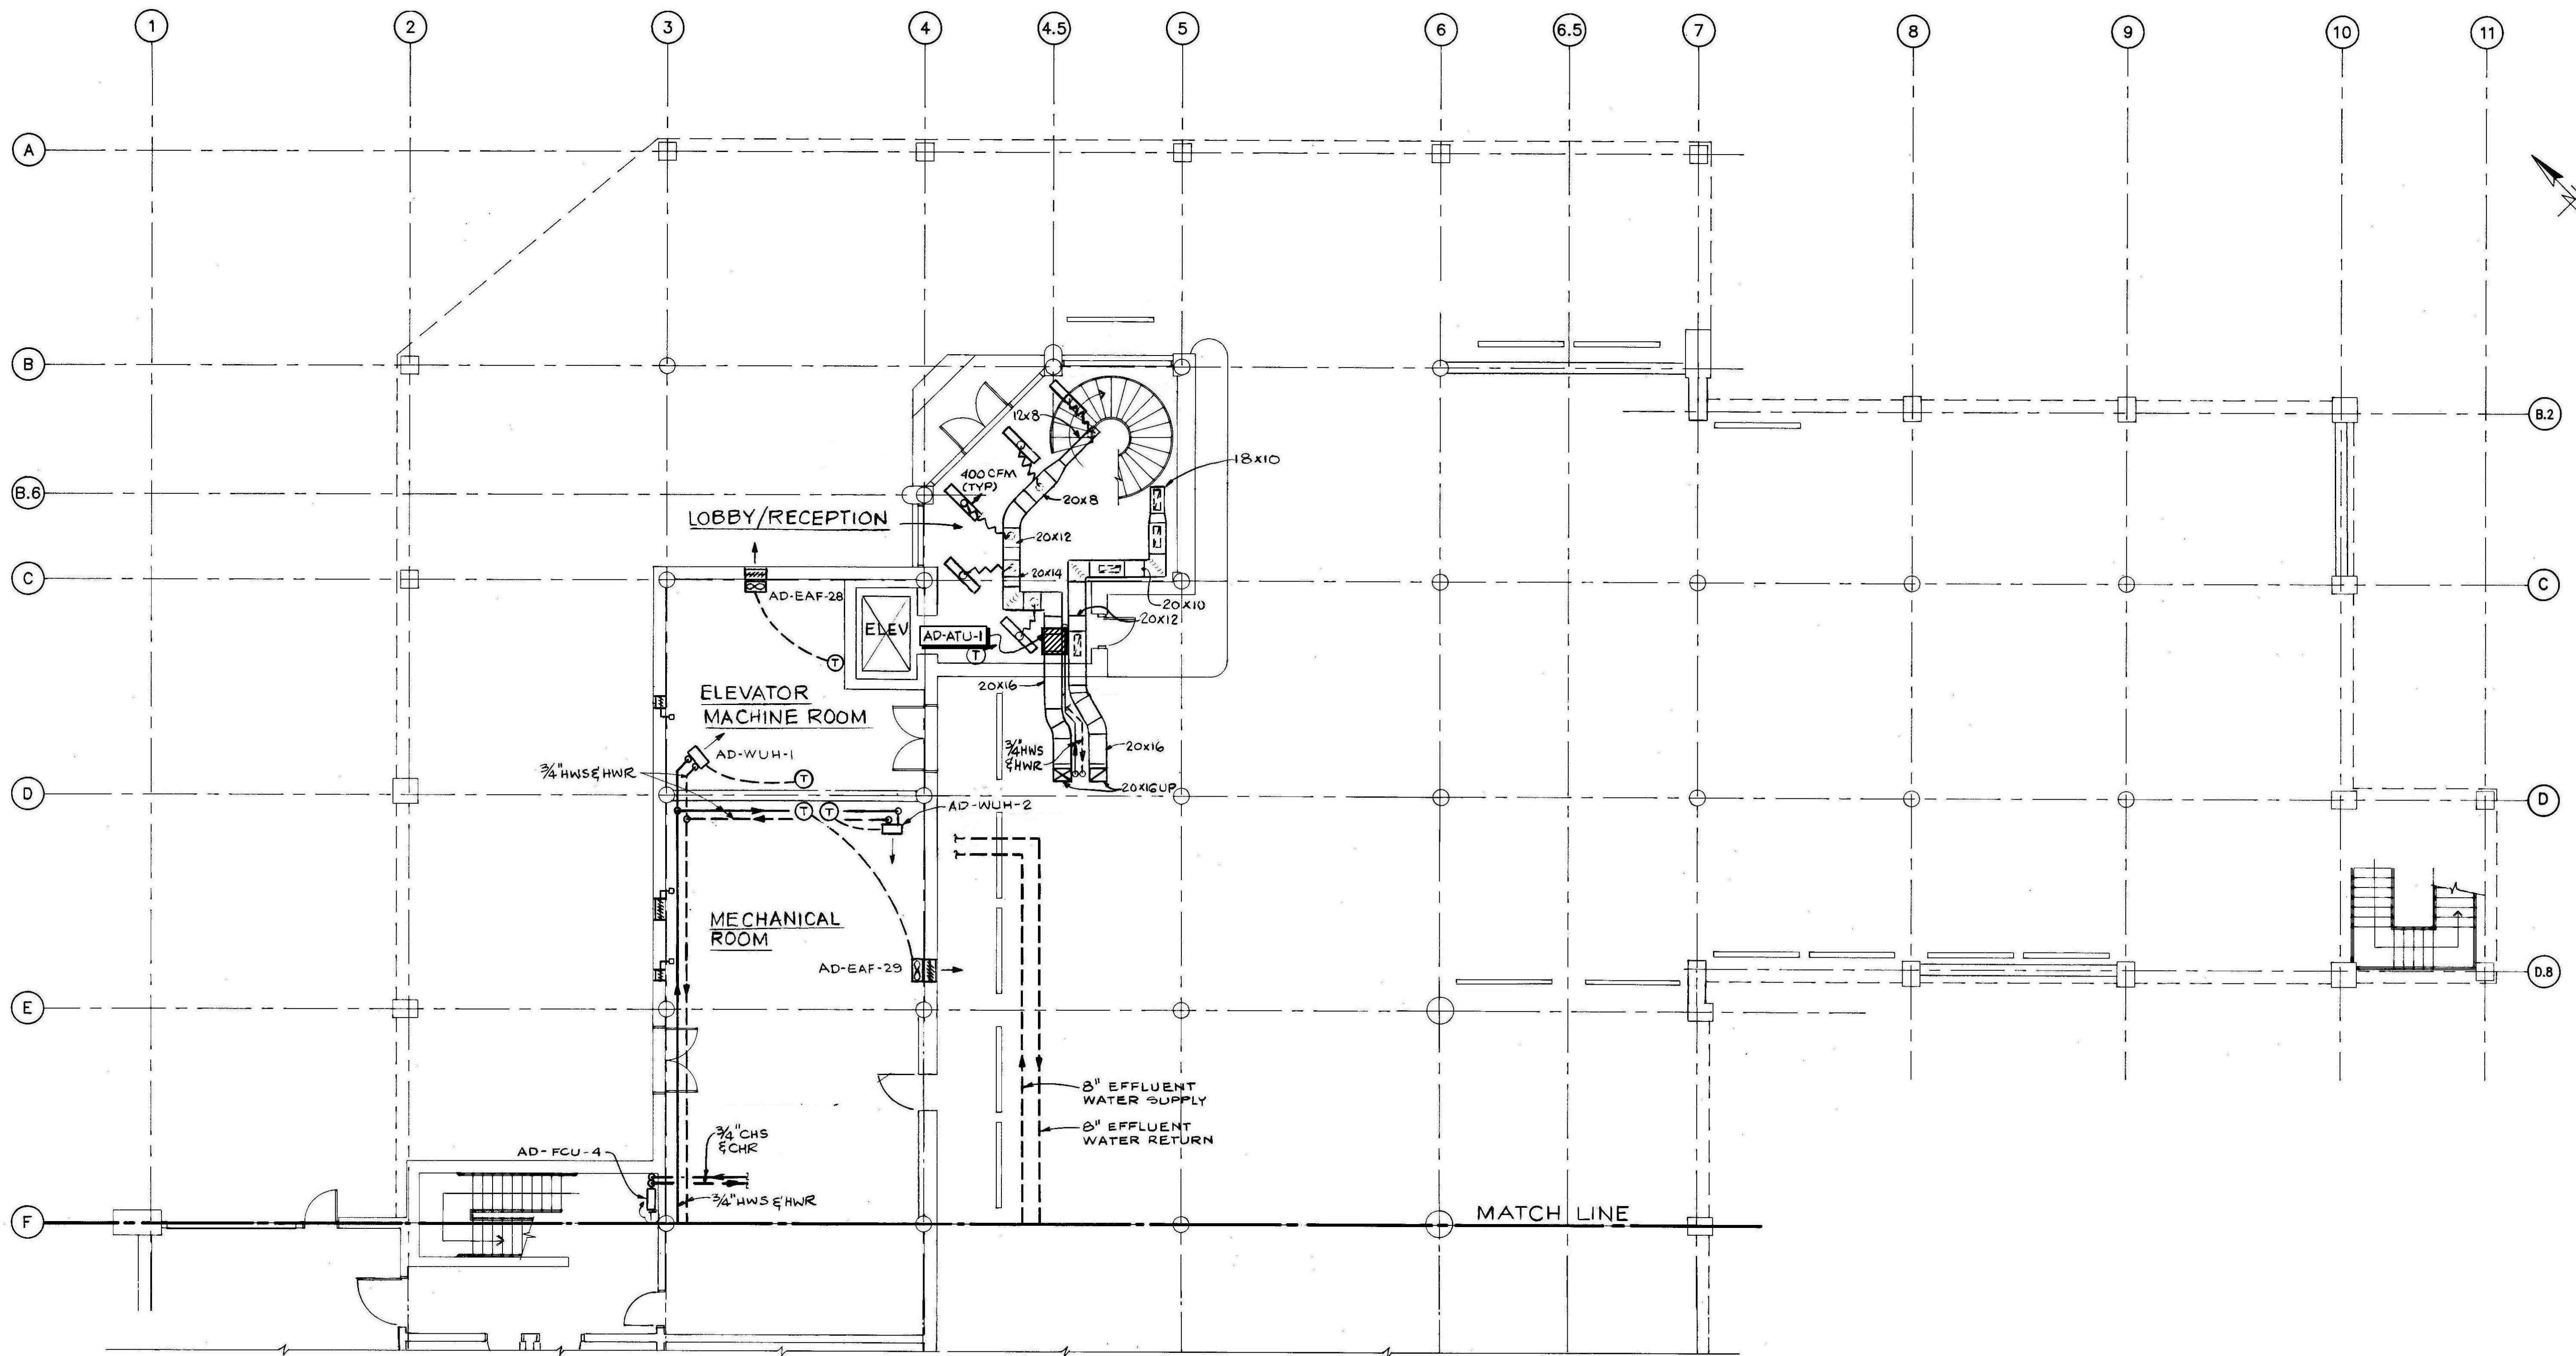 1 2 3 4 4.5 5 6 6.5 7 8 9 10 11
A
B
12x8
B.2
18x10
400 CFM
(TYP)
B.6
20x8
LOBBY/RECEPTION
20x12
20x14
C
C
AD-EAF-28
20x10
20x12
ELEV
AD-ATU-1
T
T
20x16
ELEVATOR
MACHINE ROOM
3/4"HWS
&HWR
20x16
AD-WUH-1
3/4"HWS&HWR
T
20x16UP
D
D
AD-WUH-2
T T
MECHANICAL
ROOM
AD-EAF-29
D.8
E
8" EFFLUENT
WATER SUPPLY
8" EFFLUENT
WATER RETURN
3/4"CHS
&CHR
AD-FCU-4
3/4"HWS&HWR
F
MATCH LINE